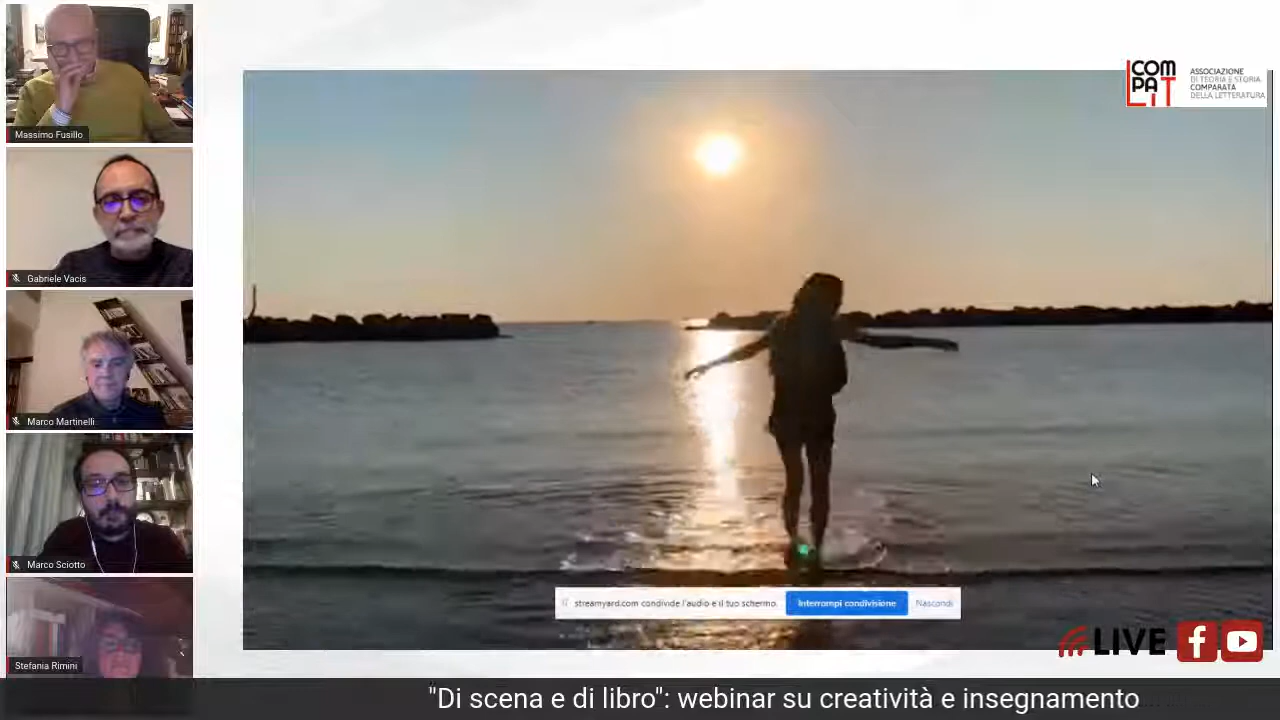 Massimo Fusillo
Gabriele Vacis
Marco Martinelli
Marco Sciotto
Stefania Rimini
COM
PA
LiT
ASSOCIAZIONE
DI TEORIA E STORIA
COMPARATA
DELLA LETTERATURA
streamyard.com condivide l'audio e il tuo schermo.
Interrompi condivisione
Nascondi
LIVE
"Di scena e di libro": webinar su creatività e insegnamento